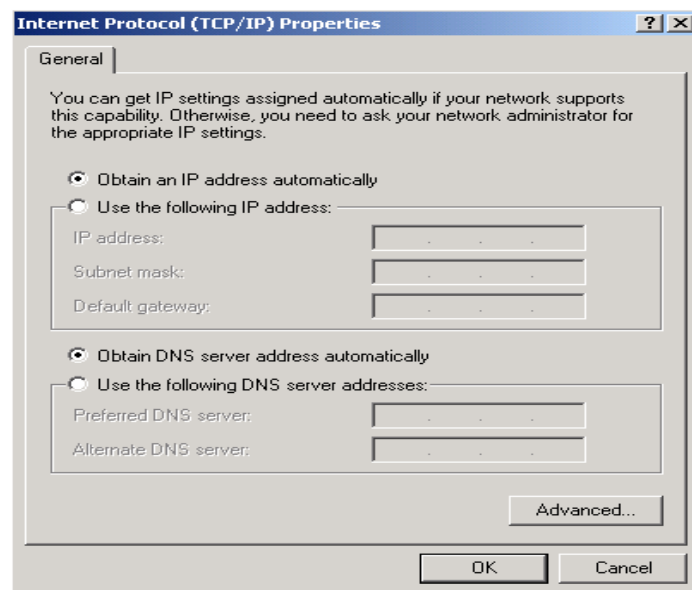 Internet Protocol (TCP/IP) Properties
General
You can get IP settings assigned automatically if your network supports
this capability. Otherwise, you need to ask your network administrator for
the appropriate IP settings.
Obtain an IP address automatically
Use the following IP address:
IP address:
Subnet mask:
Default gateway:
Obtain DNS server address automatically
Use the following DNS server addresses:
Preferred DNS server:
Alternate DNS server:
Advanced...
OK
Cancel